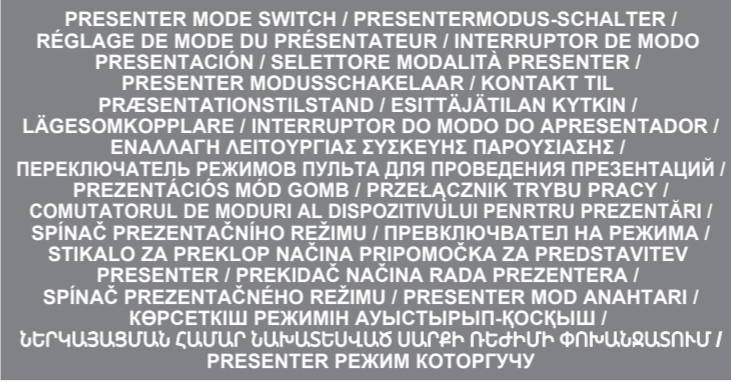 PRESENTER MODE SWITCH / PRESENTERMODUS-SCHALTER /
RÉGLAGE DE MODE DU PRÉSENTATEUR / INTERRUPTOR DE MODO
PRESENTACIÓN / SELETTORE MODALITÀ PRESENTER /
PRESENTER MODUSSCHAKELAAR / KONTAKT TIL
PRÆSENTATIONSTILSTAND / ESITTÄJÄTILAN KYTKIN /
LÄGESOMKOPPLARE / INTERRUPTOR DO MODO DO APRESENTADOR /
ΕΝΑΛΛΑΓΗ ΛΕΙΤΟΥΡΓΙΑΣ ΣΥΣΚΕΥΗΣ ΠΑΡΟΥΣΙΑΣΗΣ /
ПЕРЕКЛЮЧАТЕЛЬ РЕЖИМОВ ПУЛЬТА ДЛЯ ПРОВЕДЕНИЯ ПРЕЗЕНТАЦИЙ /
PREZENTÁCIÓS MÓD GOMB / PRZEŁĄCZNIK TRYBU PRACY /
COMUTATORUL DE MODURI AL DISPOZITIVULUI PENRTRU PREZENTĂRI /
SPÍNAČ PREZENTAČNÍHO REŽIMU / ПРЕВКЛЮЧВАТЕЛ НА РЕЖИМА /
STIKALO ZA PREKLOP NAČINA PRIPOMOČKA ZA PREDSTAVITEV
PRESENTER / PREKIDAČ NAČINA RADA PREZENTERA /
SPÍNAČ PREZENTAČNÉHO REŽIMU / PRESENTER MOD ANAHTARI /
КӨРСЕТКІШ РЕЖИМІН АУЫСТЫРЫП-ҚОСҚЫШ /
ՆԵՐԿԱՅԱՑՄԱՆ ՀԱՄԱՐ ՆԱԽԱՏԵՍՎԱԾ ՍԱՐՔԻ ՌԵԺԻՄԻ ՓՈԽԱՆՋԱՏՈՒՄ /
PRESENTER РЕЖИМ КОТОРГУЧУ